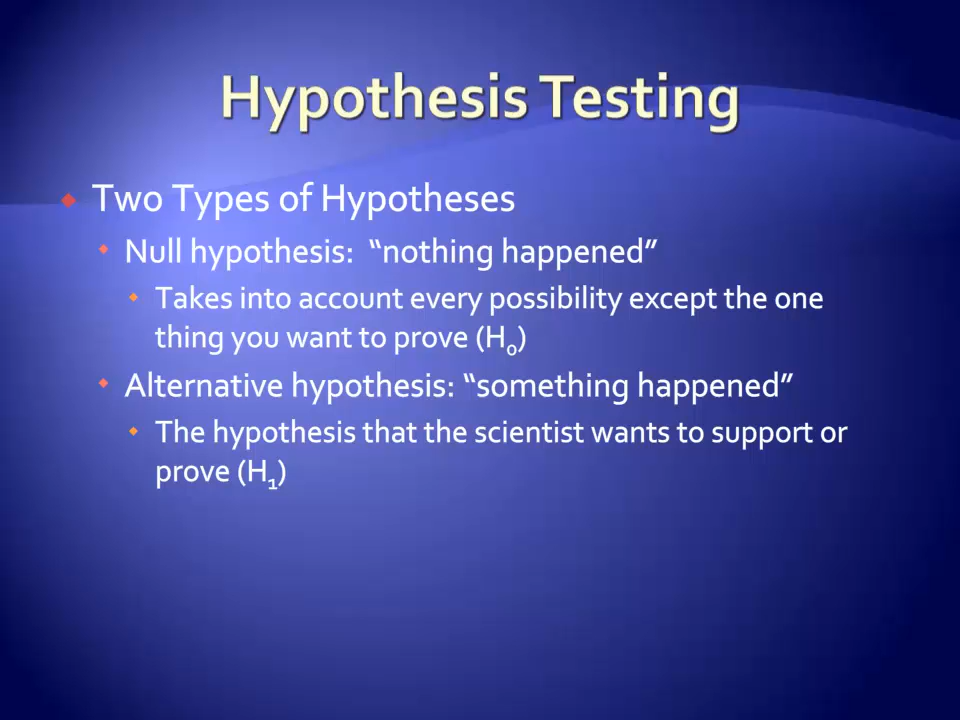 Hypothesis Testing
Two Types of Hypotheses
Null hypothesis: “nothing happened”
Takes into account every possibility except the one
thing you want to prove (H₀)
Alternative hypothesis: “something happened”
The hypothesis that the scientist wants to support or
prove (H₁)